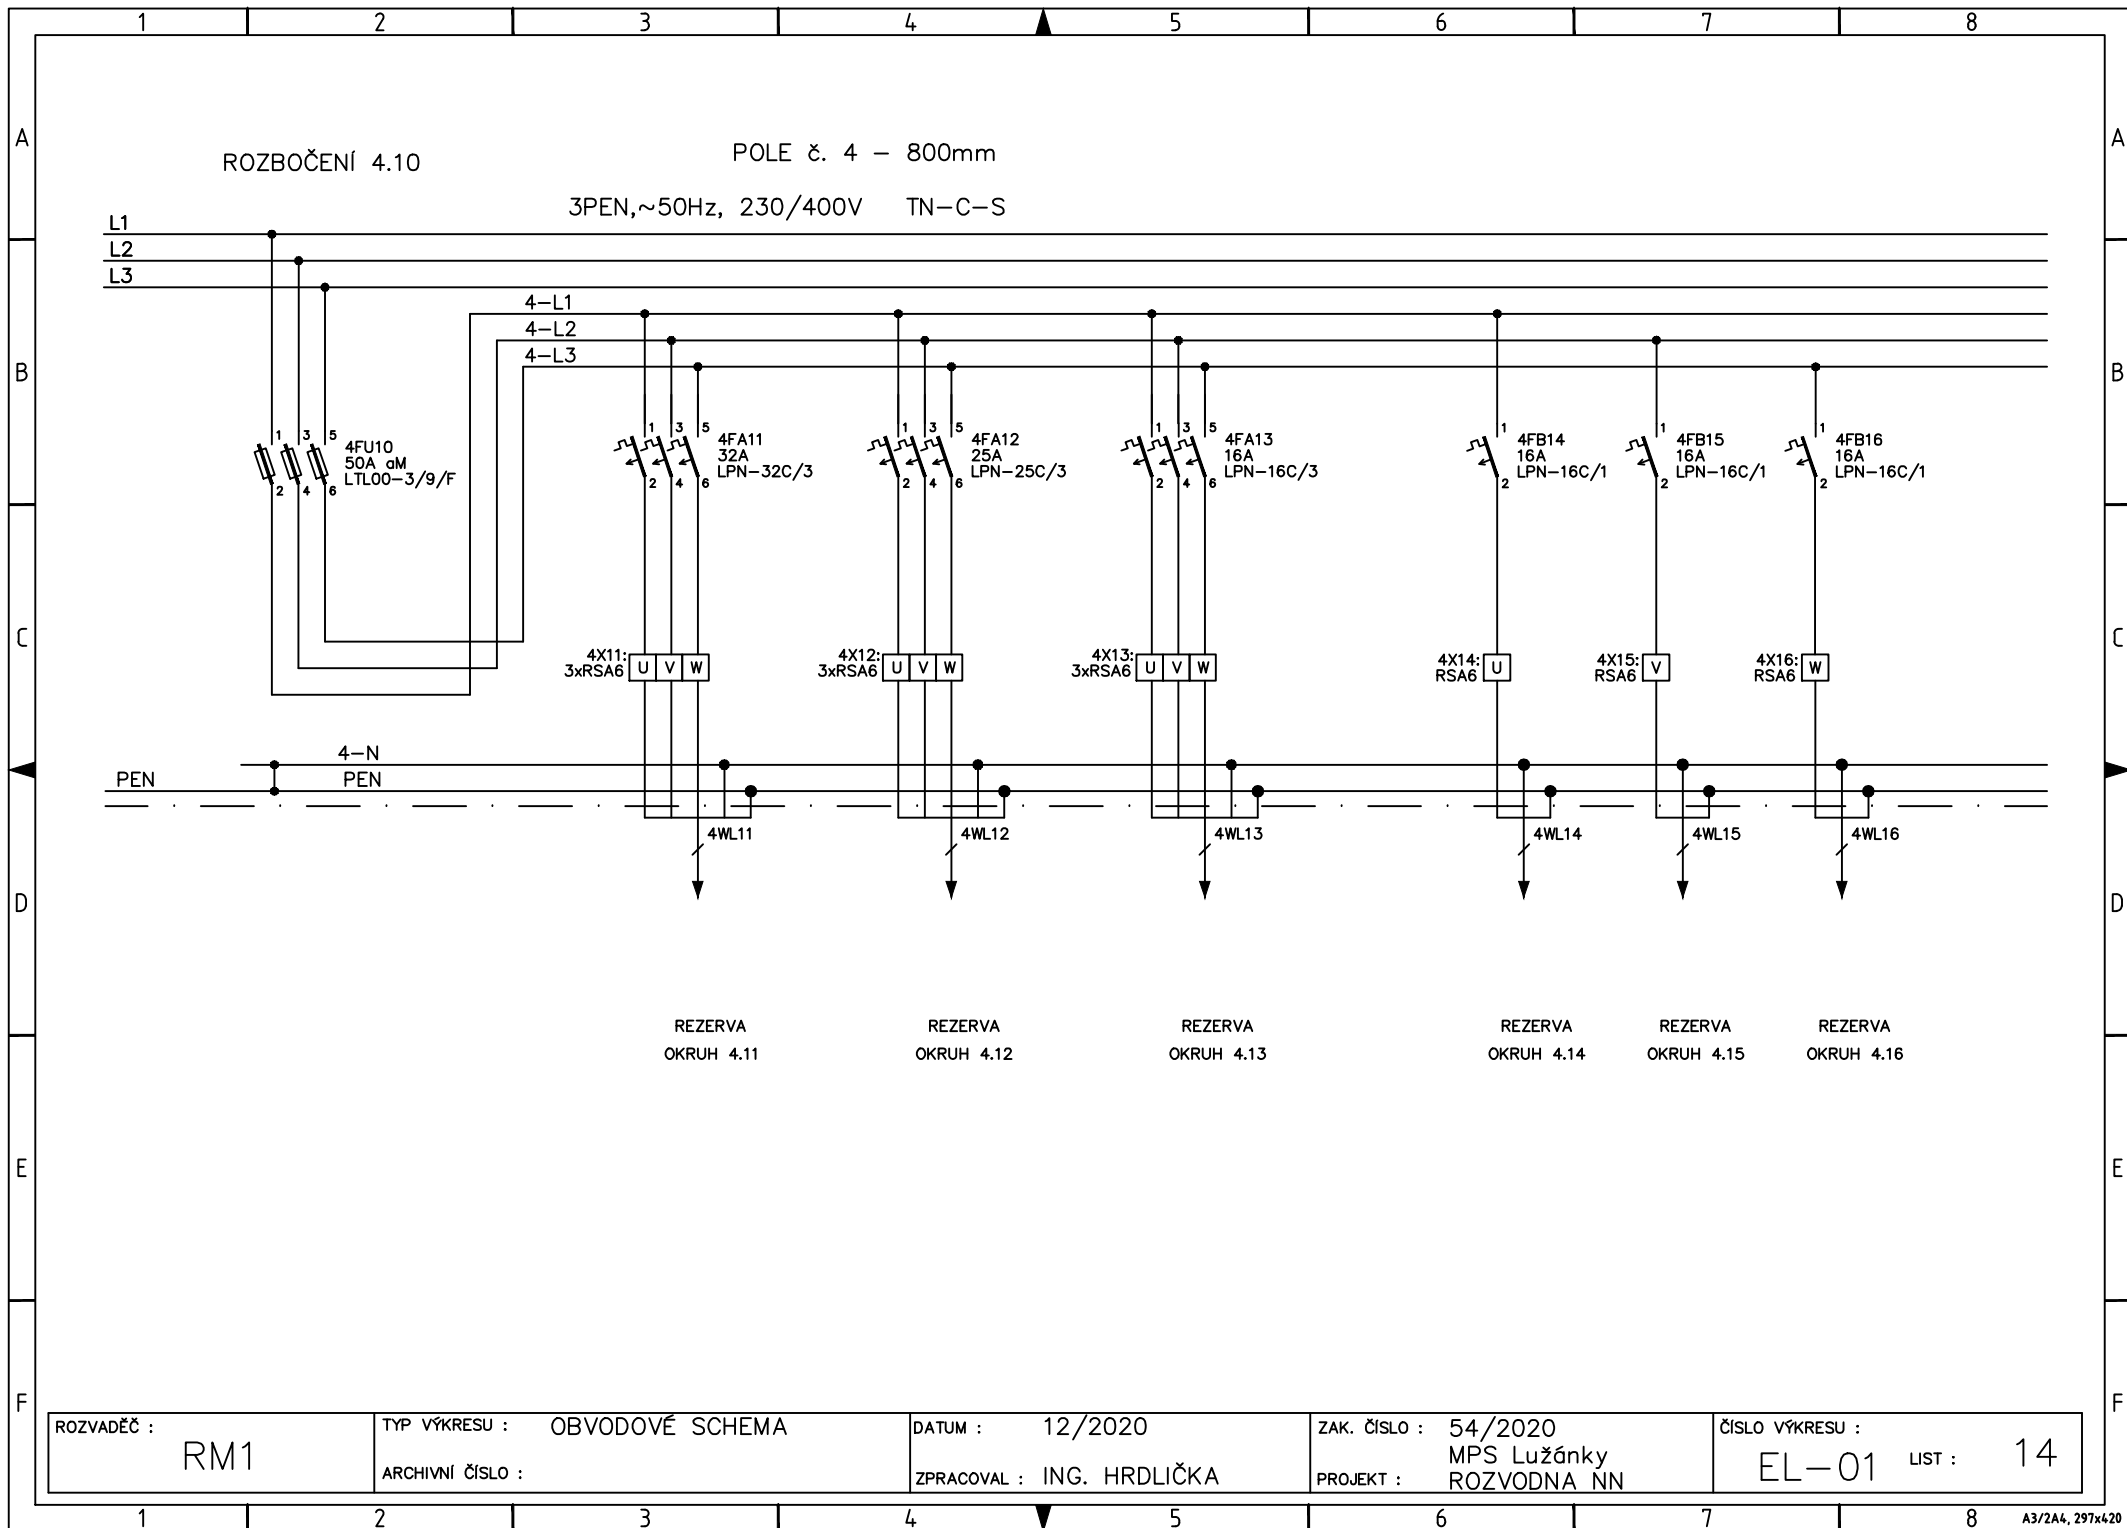 1 2 3 4 5 6 7 8
A A
ROZBOČENÍ 4.10
POLE č. 4 – 800mm
3PEN,~50Hz, 230/400V TN–C–S
L1
L2
L3
4–L1
4–L2
4–L3
B B
1 3 5
4FU10
50A aM
LTL00–3/9/F
2 4 6
1 3 5
4FA11
32A
LPN–32C/3
2 4 6
1 3 5
4FA12
25A
LPN–25C/3
2 4 6
1 3 5
4FA13
16A
LPN–16C/3
2 4 6
1
4FB14
16A
LPN–16C/1
2
1
4FB15
16A
LPN–16C/1
2
1
4FB16
16A
LPN–16C/1
2
C C
4X11:
3xRSA6 U V W
4X12:
3xRSA6 U V W
4X13:
3xRSA6 U V W
4X14:
RSA6 U
4X15:
RSA6 V
4X16:
RSA6 W
4–N
PEN PEN
4WL11 4WL12 4WL13 4WL14 4WL15 4WL16
D D
REZERVA
OKRUH 4.11
REZERVA
OKRUH 4.12
REZERVA
OKRUH 4.13
REZERVA
OKRUH 4.14
REZERVA
OKRUH 4.15
REZERVA
OKRUH 4.16
E E
F F
ROZVADĚČ :
RM1
TYP VÝKRESU : OBVODOVÉ SCHEMA
ARCHIVNÍ ČÍSLO :
DATUM : 12/2020
ZPRACOVAL : ING. HRDLIČKA
ZAK. ČÍSLO : 54/2020
MPS Lužánky
PROJEKT : ROZVODNA NN
ČÍSLO VÝKRESU :
EL–01 LIST : 14
1 2 3 4 5 6 7 8
A3/2A4, 297x420